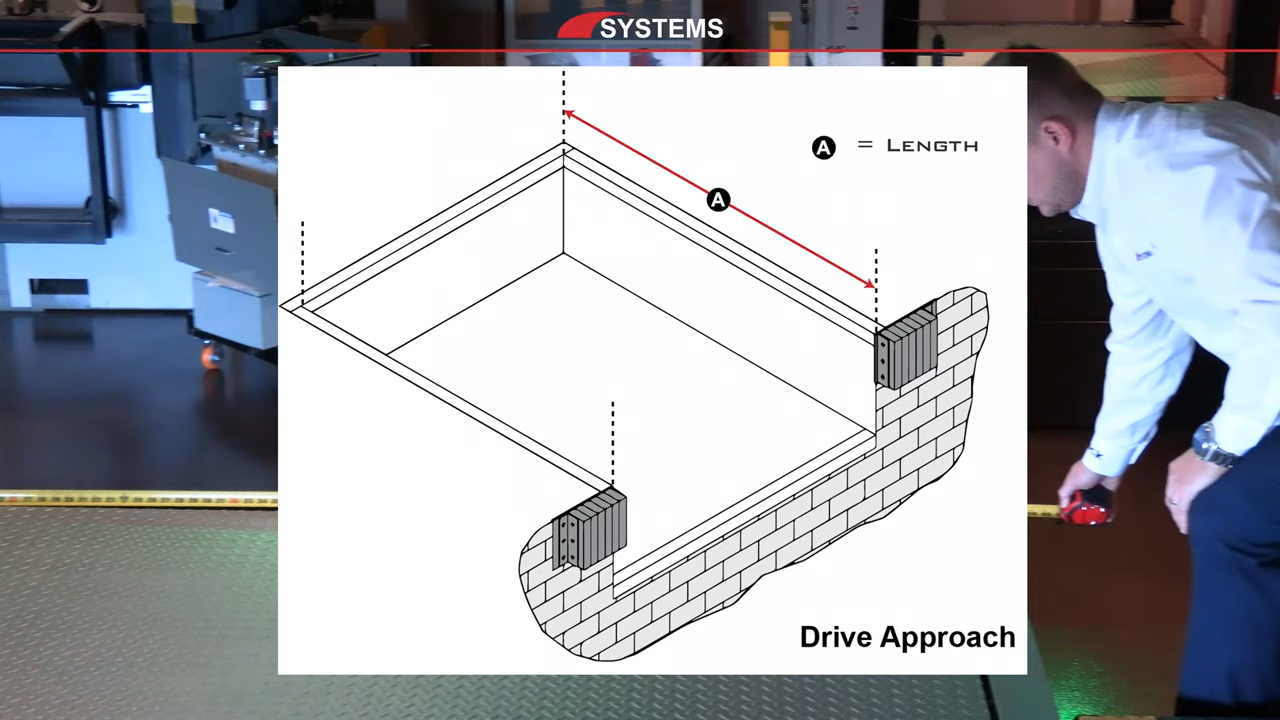 SYSTEMS
A = LENGTH
A
Drive Approach